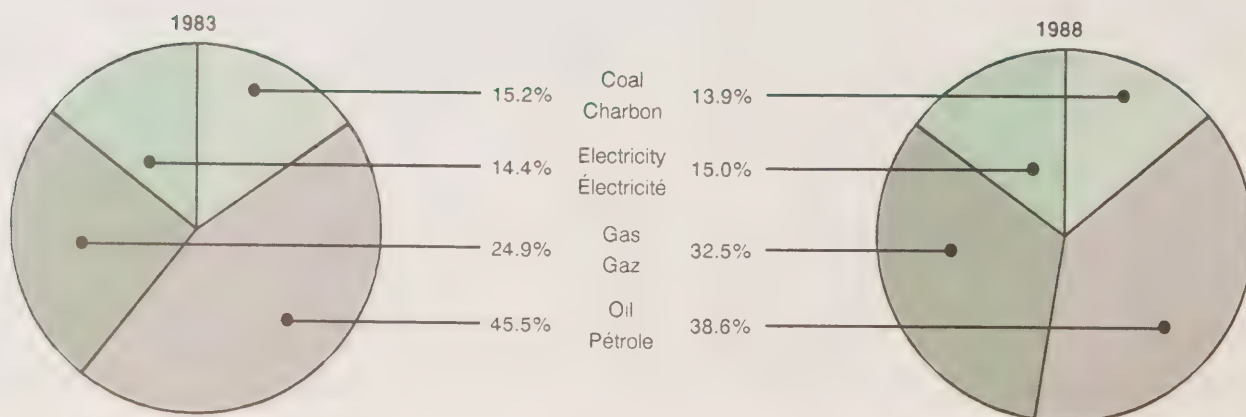 1983
1988
15.2% Coal 13.9%
Charbon
14.4% Electricity 15.0%
Électricité
24.9% Gas 32.5%
Gaz
45.5% Oil 38.6%
Pétrole